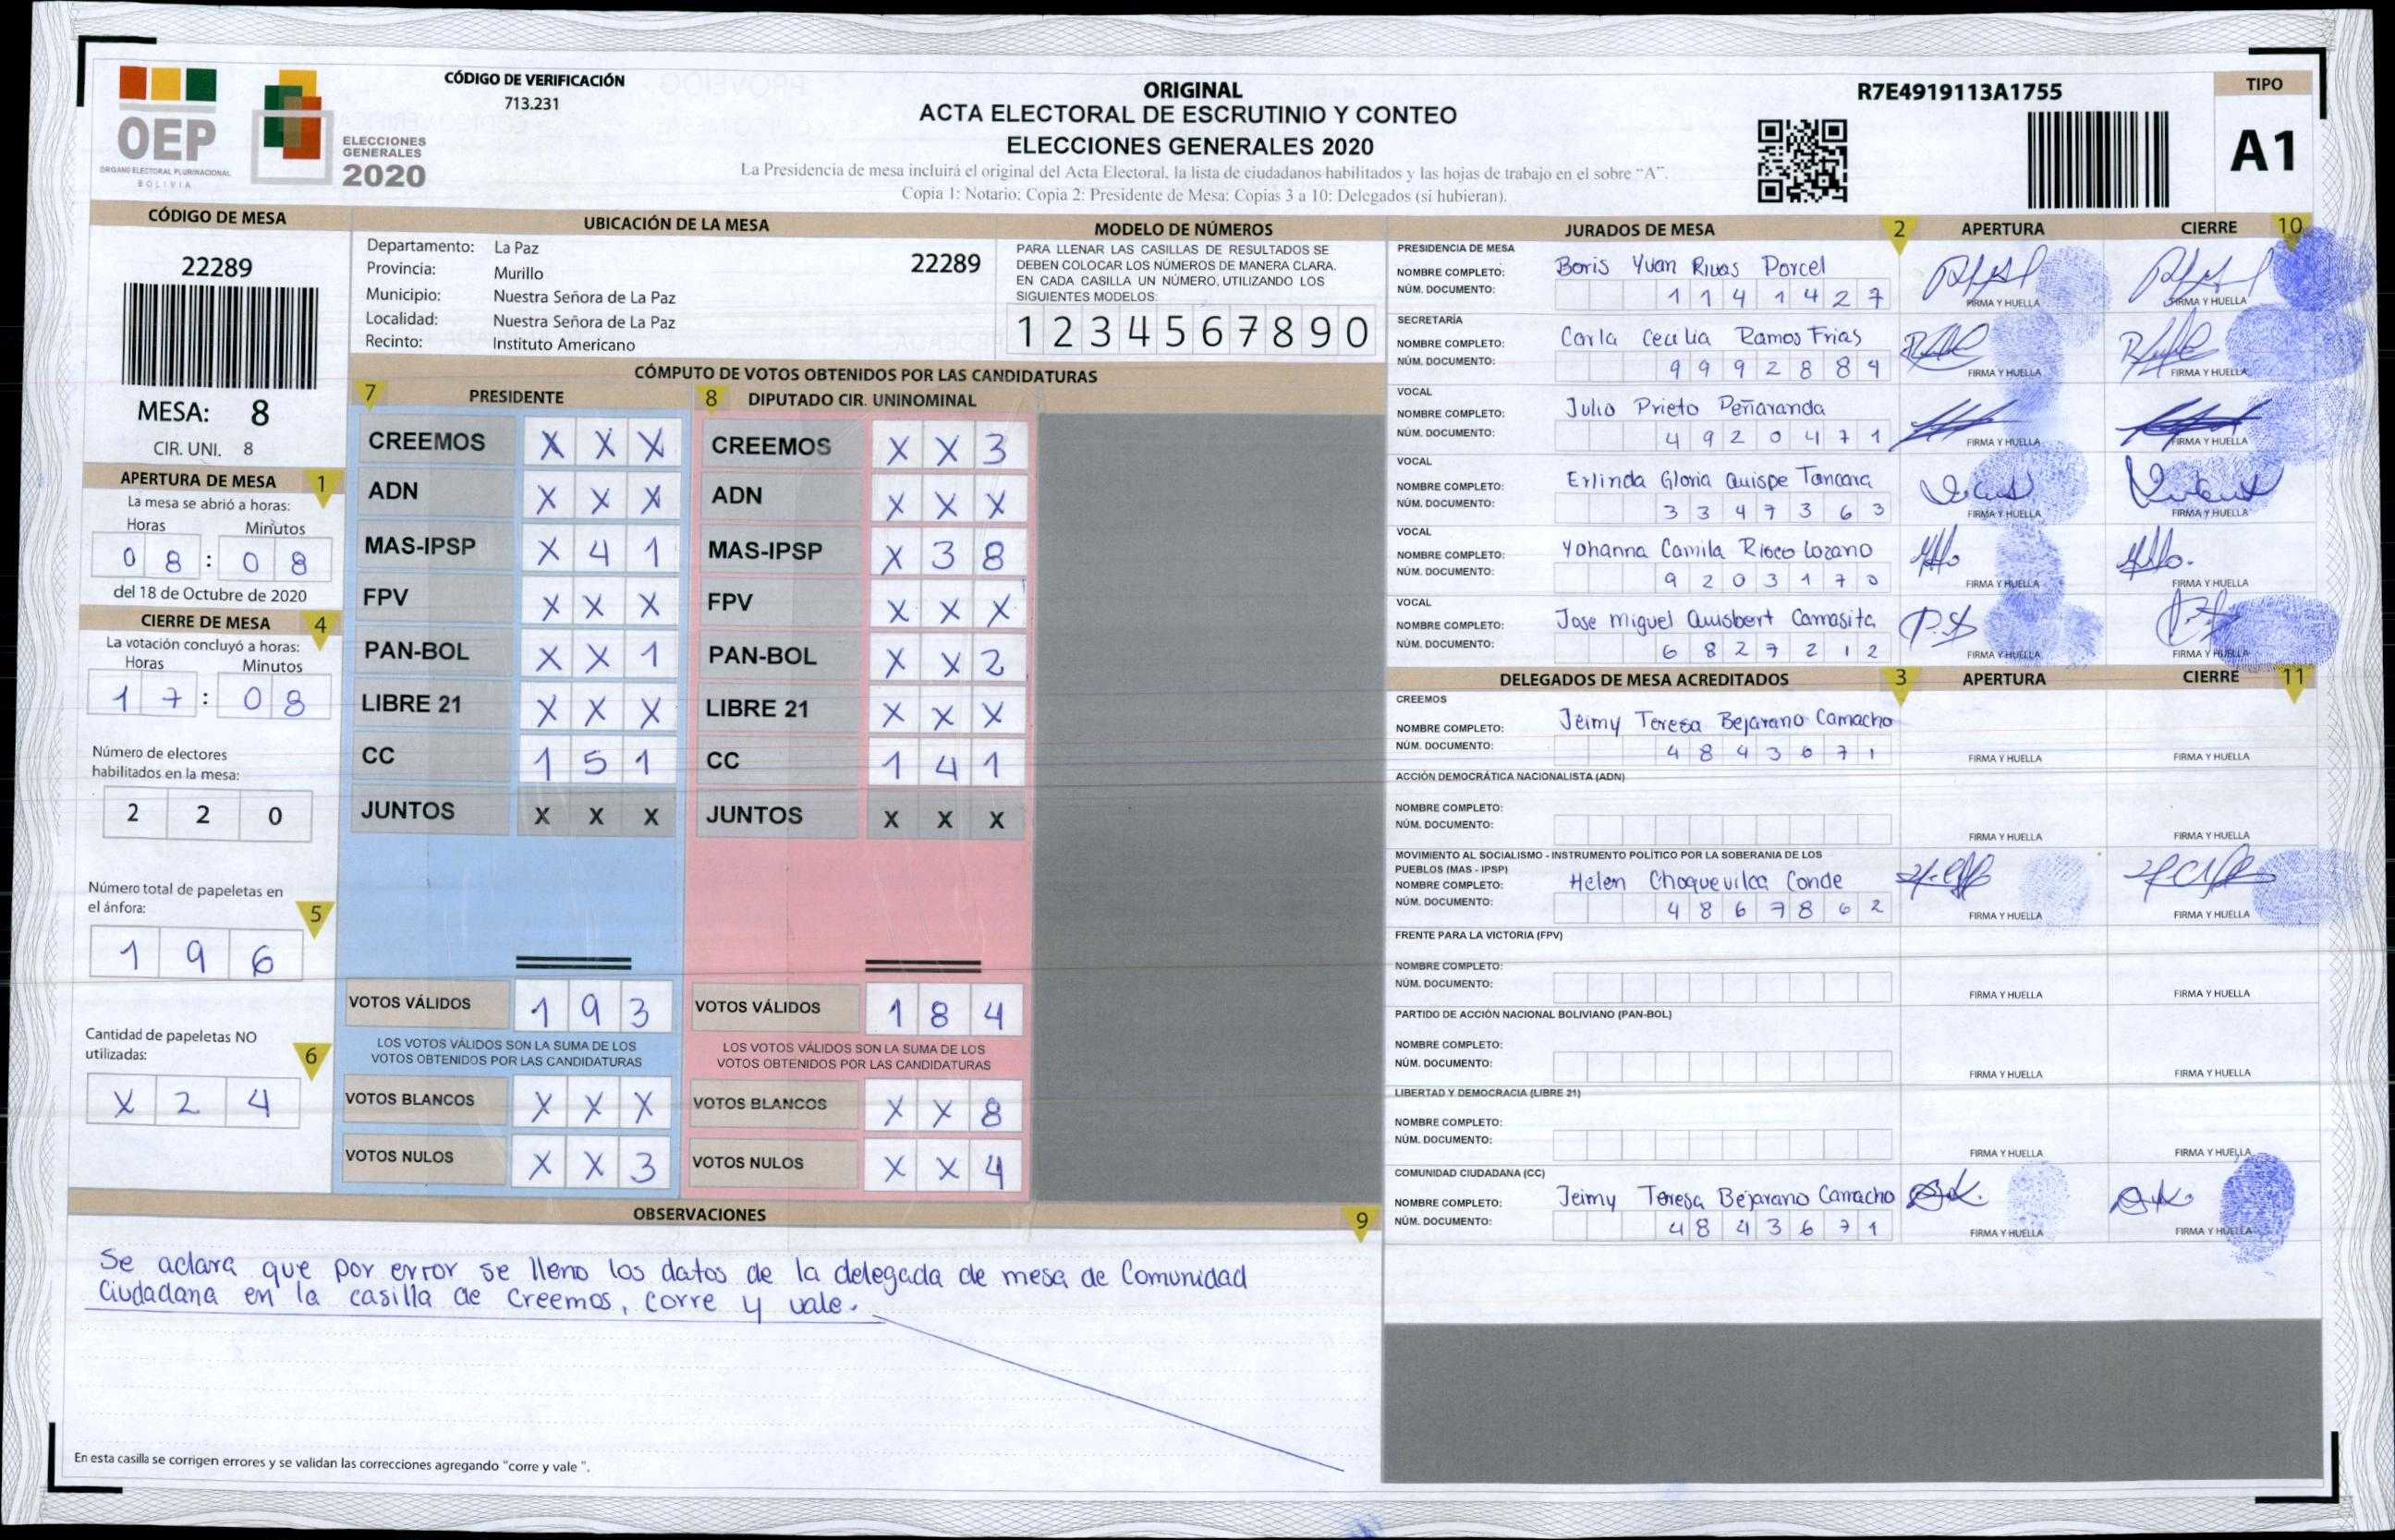 OEP
ÓRGANO ELECTORAL PLURINACIONAL
BOLIVIA
ELECCIONES
GENERALES
2020
CÓDIGO DE VERIFICACIÓN
713.231
ORIGINAL
ACTA ELECTORAL DE ESCRUTINIO Y CONTEO
ELECCIONES GENERALES 2020
La Presidencia de mesa incluirá el original del Acta Electoral, la lista de ciudadanos habilitados y las hojas de trabajo en el sobre "A".
Copia 1: Notario; Copia 2: Presidente de Mesa; Copias 3 a 10: Delegados (si hubieran).
R7E4919113A1755
TIPO
A1
CÓDIGO DE MESA
22289
MESA: 8
CIR. UNI. 8
APERTURA DE MESA 1
La mesa se abrió a horas:
Horas Minutos
0 8 : 0 8
del 18 de Octubre de 2020
CIERRE DE MESA 4
La votación concluyó a horas:
Horas Minutos
1 7 : 0 8
Número de electores
habilitados en la mesa:
2 2 0
Número total de papeletas en
el ánfora: 5
1 9 6
Cantidad de papeletas NO
utilizadas: 6
X 2 4
UBICACIÓN DE LA MESA
Departamento: La Paz 22289
Provincia: Murillo
Municipio: Nuestra Señora de La Paz
Localidad: Nuestra Señora de La Paz
Recinto: Instituto Americano
MODELO DE NÚMEROS
PARA LLENAR LAS CASILLAS DE RESULTADOS SE
DEBEN COLOCAR LOS NÚMEROS DE MANERA CLARA.
EN CADA CASILLA UN NÚMERO, UTILIZANDO LOS
SIGUIENTES MODELOS:
1 2 3 4 5 6 7 8 9 0
CÓMPUTO DE VOTOS OBTENIDOS POR LAS CANDIDATURAS
7 PRESIDENTE
CREEMOS X X X
ADN X X X
MAS-IPSP X 4 1
FPV X X X
PAN-BOL X X 1
LIBRE 21 X X X
CC 1 5 1
JUNTOS X X X
VOTOS VÁLIDOS 1 9 3
LOS VOTOS VÁLIDOS SON LA SUMA DE LOS
VOTOS OBTENIDOS POR LAS CANDIDATURAS
VOTOS BLANCOS X X X
VOTOS NULOS X X 3
8 DIPUTADO CIR. UNINOMINAL
CREEMOS X X 3
ADN X X X
MAS-IPSP X 3 8
FPV X X X
PAN-BOL X X 2
LIBRE 21 X X X
CC 1 4 1
JUNTOS X X X
VOTOS VÁLIDOS 1 8 4
LOS VOTOS VÁLIDOS SON LA SUMA DE LOS
VOTOS OBTENIDOS POR LAS CANDIDATURAS
VOTOS BLANCOS X X 8
VOTOS NULOS X X 4
OBSERVACIONES 9
Se aclara que por error se lleno los datos de la delegada de mesa de Comunidad
Ciudadana en la casilla de Creemos, corre y vale.
En esta casilla se corrigen errores y se validan las correcciones agregando "corre y vale ".
JURADOS DE MESA 2 APERTURA CIERRE 10
PRESIDENCIA DE MESA
NOMBRE COMPLETO: Boris Yvan Rivas Porcel
NÚM. DOCUMENTO: 1 1 4 1 4 2 7
FIRMA Y HUELLA FIRMA Y HUELLA
SECRETARÍA
NOMBRE COMPLETO: Carla Cecilia Ramos Frias
NÚM. DOCUMENTO: 9 9 9 2 8 8 4
FIRMA Y HUELLA FIRMA Y HUELLA
VOCAL
NOMBRE COMPLETO: Julio Prieto Peñaranda
NÚM. DOCUMENTO: 4 9 2 0 4 7 1
FIRMA Y HUELLA FIRMA Y HUELLA
VOCAL
NOMBRE COMPLETO: Erlinda Gloria Quispe Tancara
NÚM. DOCUMENTO: 3 3 4 7 3 6 3
FIRMA Y HUELLA FIRMA Y HUELLA
VOCAL
NOMBRE COMPLETO: Yohanna Camila Lozano
NÚM. DOCUMENTO: 9 2 0 3 1 7 0
FIRMA Y HUELLA FIRMA Y HUELLA
VOCAL
NOMBRE COMPLETO: Jose Miguel Quisbert Camasita
NÚM. DOCUMENTO: 6 8 2 7 2 1 2
FIRMA Y HUELLA FIRMA Y HUELLA
DELEGADOS DE MESA ACREDITADOS 3 APERTURA CIERRE 11
CREEMOS
NOMBRE COMPLETO: Jeimy Teresa Bejarano Camacho
NÚM. DOCUMENTO: 4 8 4 3 6 7 1
FIRMA Y HUELLA FIRMA Y HUELLA
ACCIÓN DEMOCRÁTICA NACIONALISTA (ADN)
NOMBRE COMPLETO:
NÚM. DOCUMENTO:
FIRMA Y HUELLA FIRMA Y HUELLA
MOVIMIENTO AL SOCIALISMO - INSTRUMENTO POLÍTICO POR LA SOBERANIA DE LOS
PUEBLOS (MAS - IPSP)
NOMBRE COMPLETO: Helen Choquevilca Conde
NÚM. DOCUMENTO: 4 8 6 7 8 6 2
FIRMA Y HUELLA FIRMA Y HUELLA
FRENTE PARA LA VICTORIA (FPV)
NOMBRE COMPLETO:
NÚM. DOCUMENTO:
FIRMA Y HUELLA FIRMA Y HUELLA
PARTIDO DE ACCIÓN NACIONAL BOLIVIANO (PAN-BOL)
NOMBRE COMPLETO:
NÚM. DOCUMENTO:
FIRMA Y HUELLA FIRMA Y HUELLA
LIBERTAD Y DEMOCRACIA (LIBRE 21)
NOMBRE COMPLETO:
NÚM. DOCUMENTO:
FIRMA Y HUELLA FIRMA Y HUELLA
COMUNIDAD CIUDADANA (CC)
NOMBRE COMPLETO: Jeimy Teresa Bejarano Camacho
NÚM. DOCUMENTO: 4 8 4 3 6 7 1
FIRMA Y HUELLA FIRMA Y HUELLA